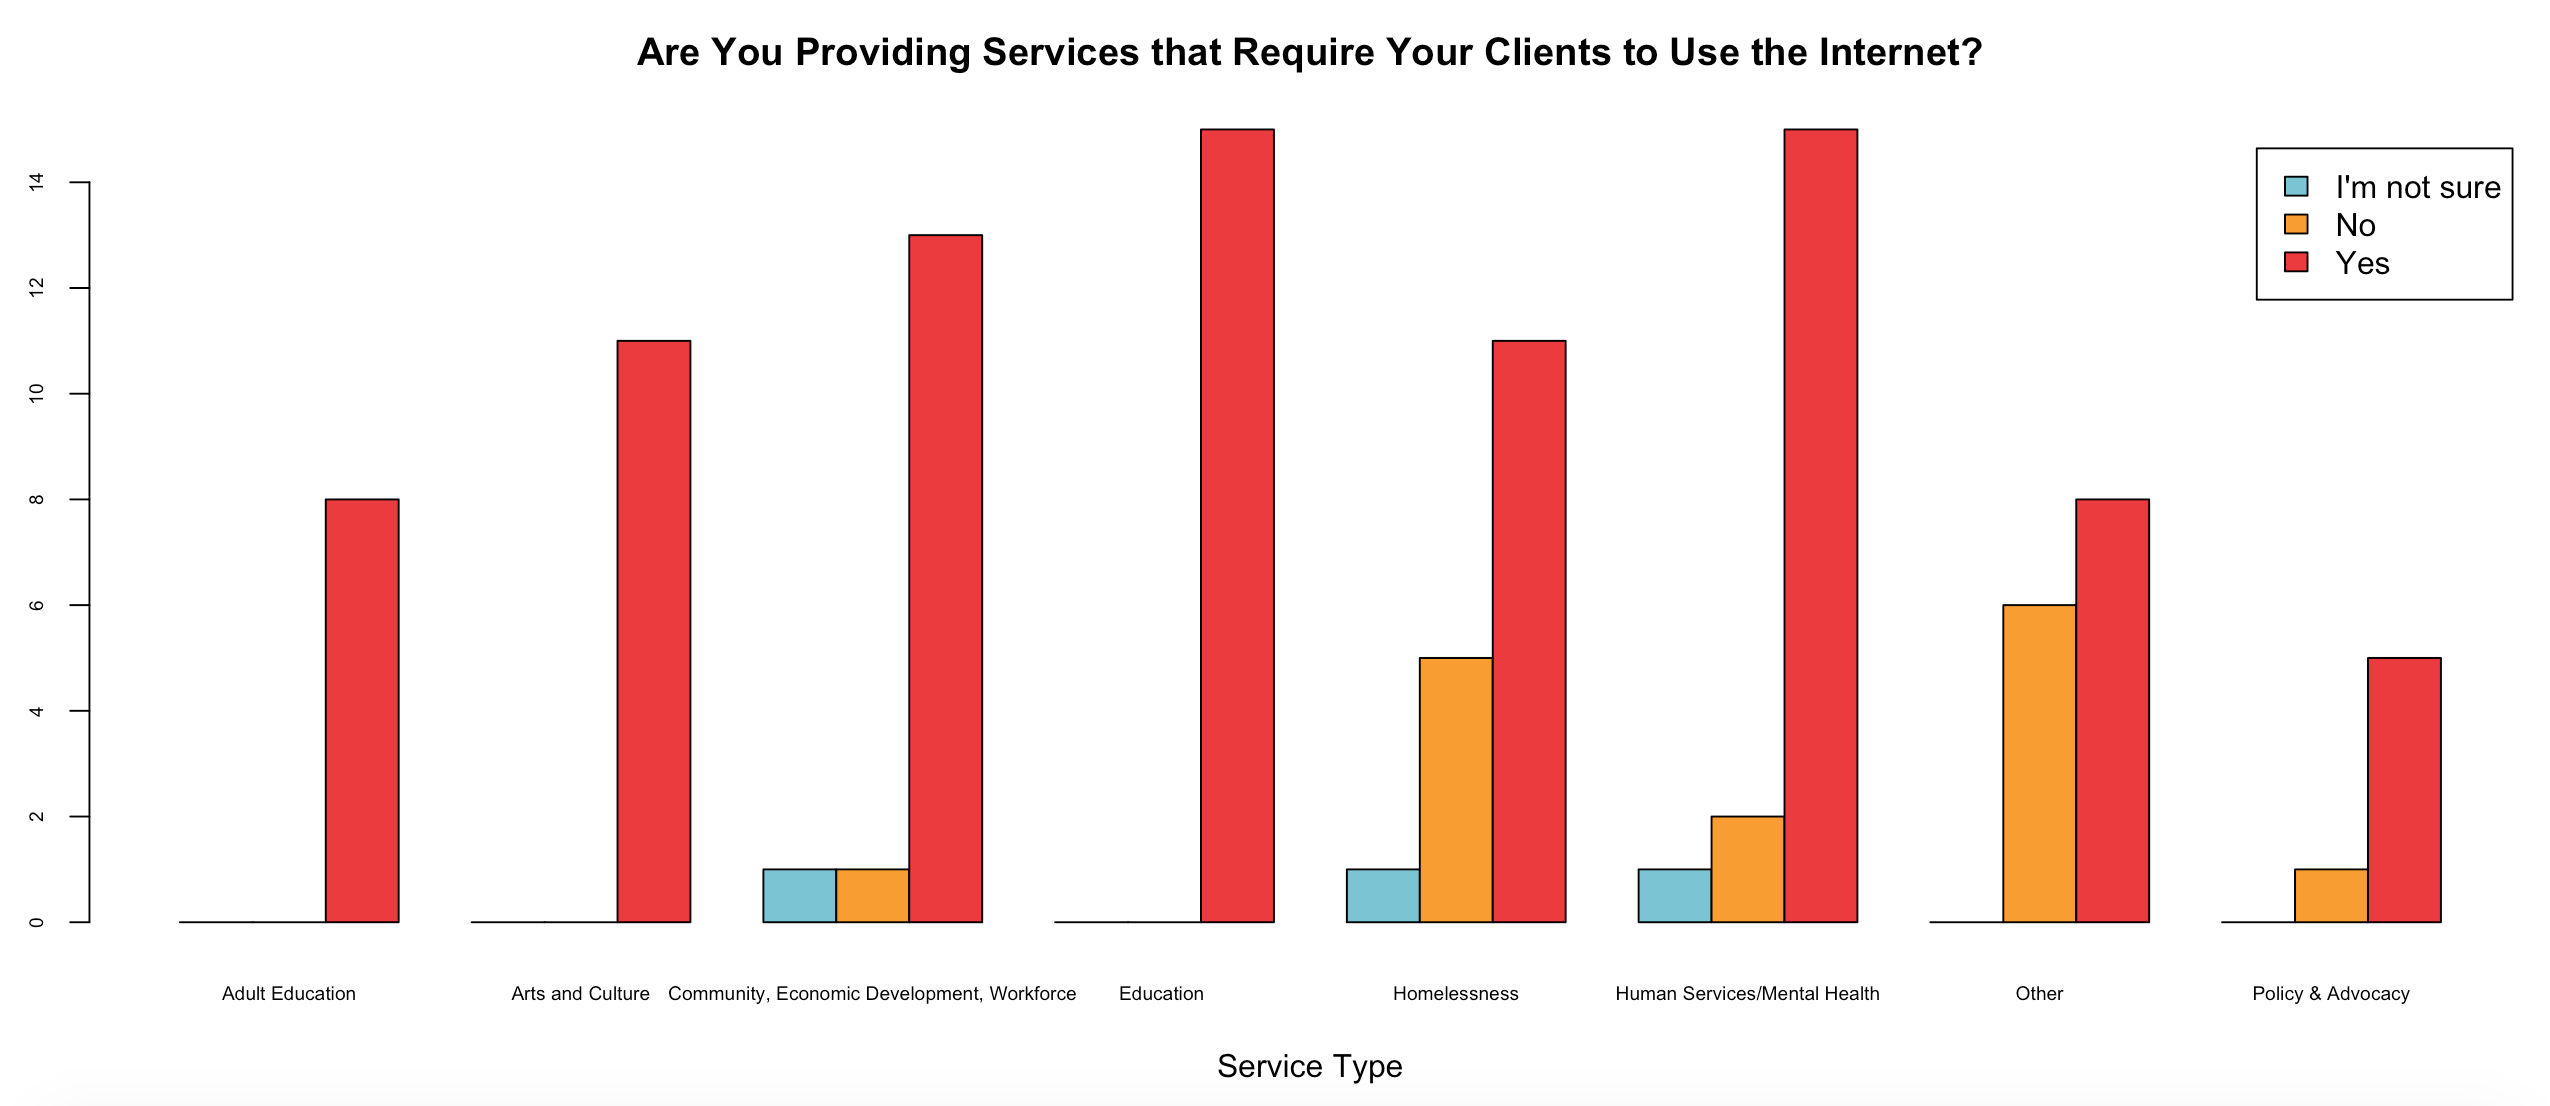 Are You Providing Services that Require Your Clients to Use the Internet?
14
12
10
8
6
4
2
0
I'm not sure
No
Yes
Adult Education
Arts and Culture
Community, Economic Development, Workforce
Education
Homelessness
Human Services/Mental Health
Other
Policy & Advocacy
Service Type